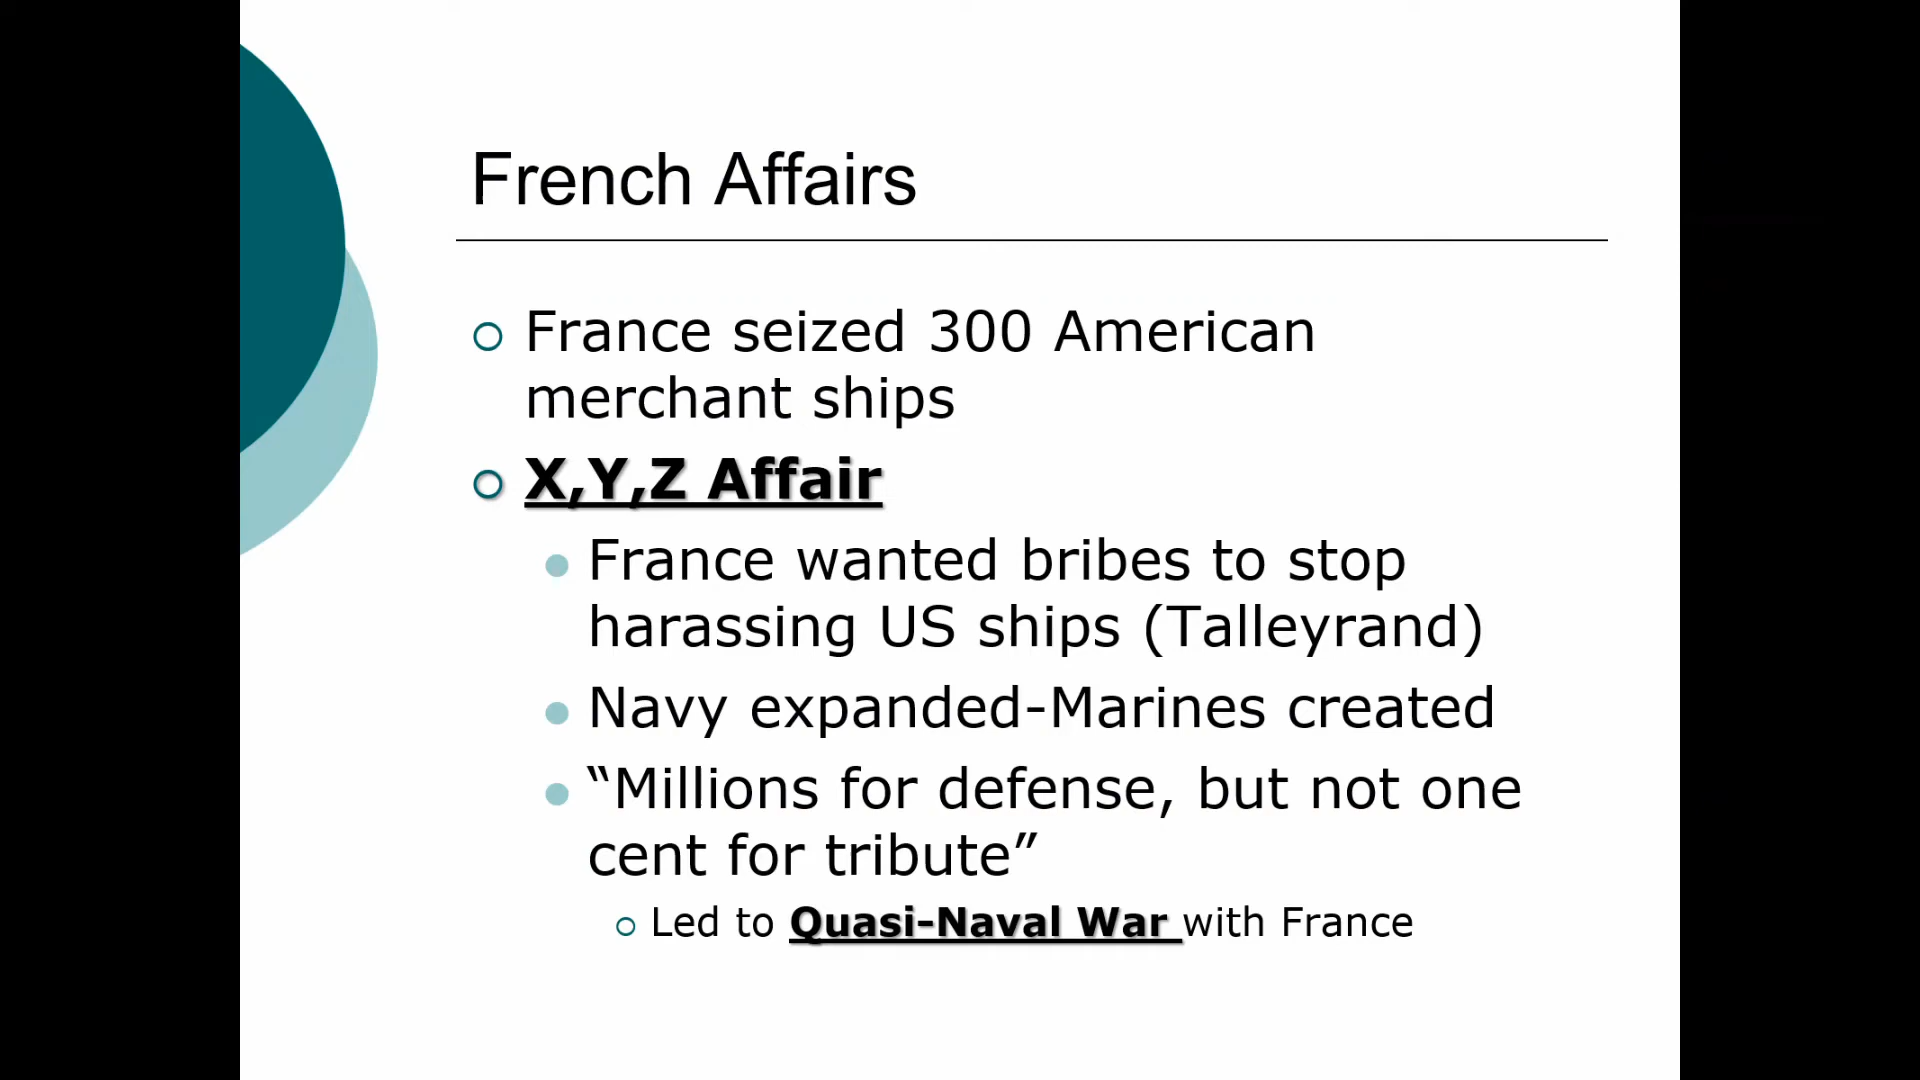 French Affairs
France seized 300 American
merchant ships
X,Y,Z Affair
France wanted bribes to stop
harassing US ships (Talleyrand)
Navy expanded-Marines created
“Millions for defense, but not one
cent for tribute”
Led to Quasi-Naval War with France